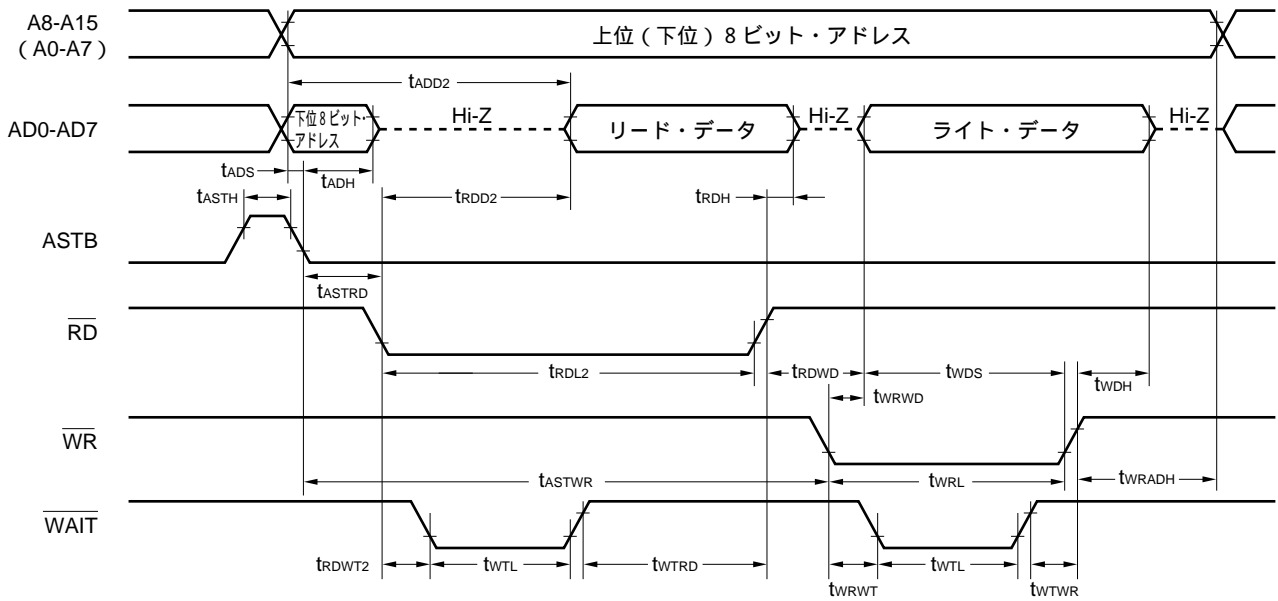 A8-A15
(A0-A7)
上位(下位)8ビット・アドレス
tADD2
AD0-AD7
下位8ビット・
アドレス
Hi-Z
リード・データ
Hi-Z
ライト・データ
Hi-Z
tADS
tADH
tASTH
tRDD2
tRDH
ASTB
tASTRD
RD
tRDL2
tRDWD
tWDS
tWDH
tWRWD
WR
tASTWR
tWRL
tWRADH
WAIT
tRDWT2
tWTL
tWTRD
tWRWT
tWTL
tWTWR